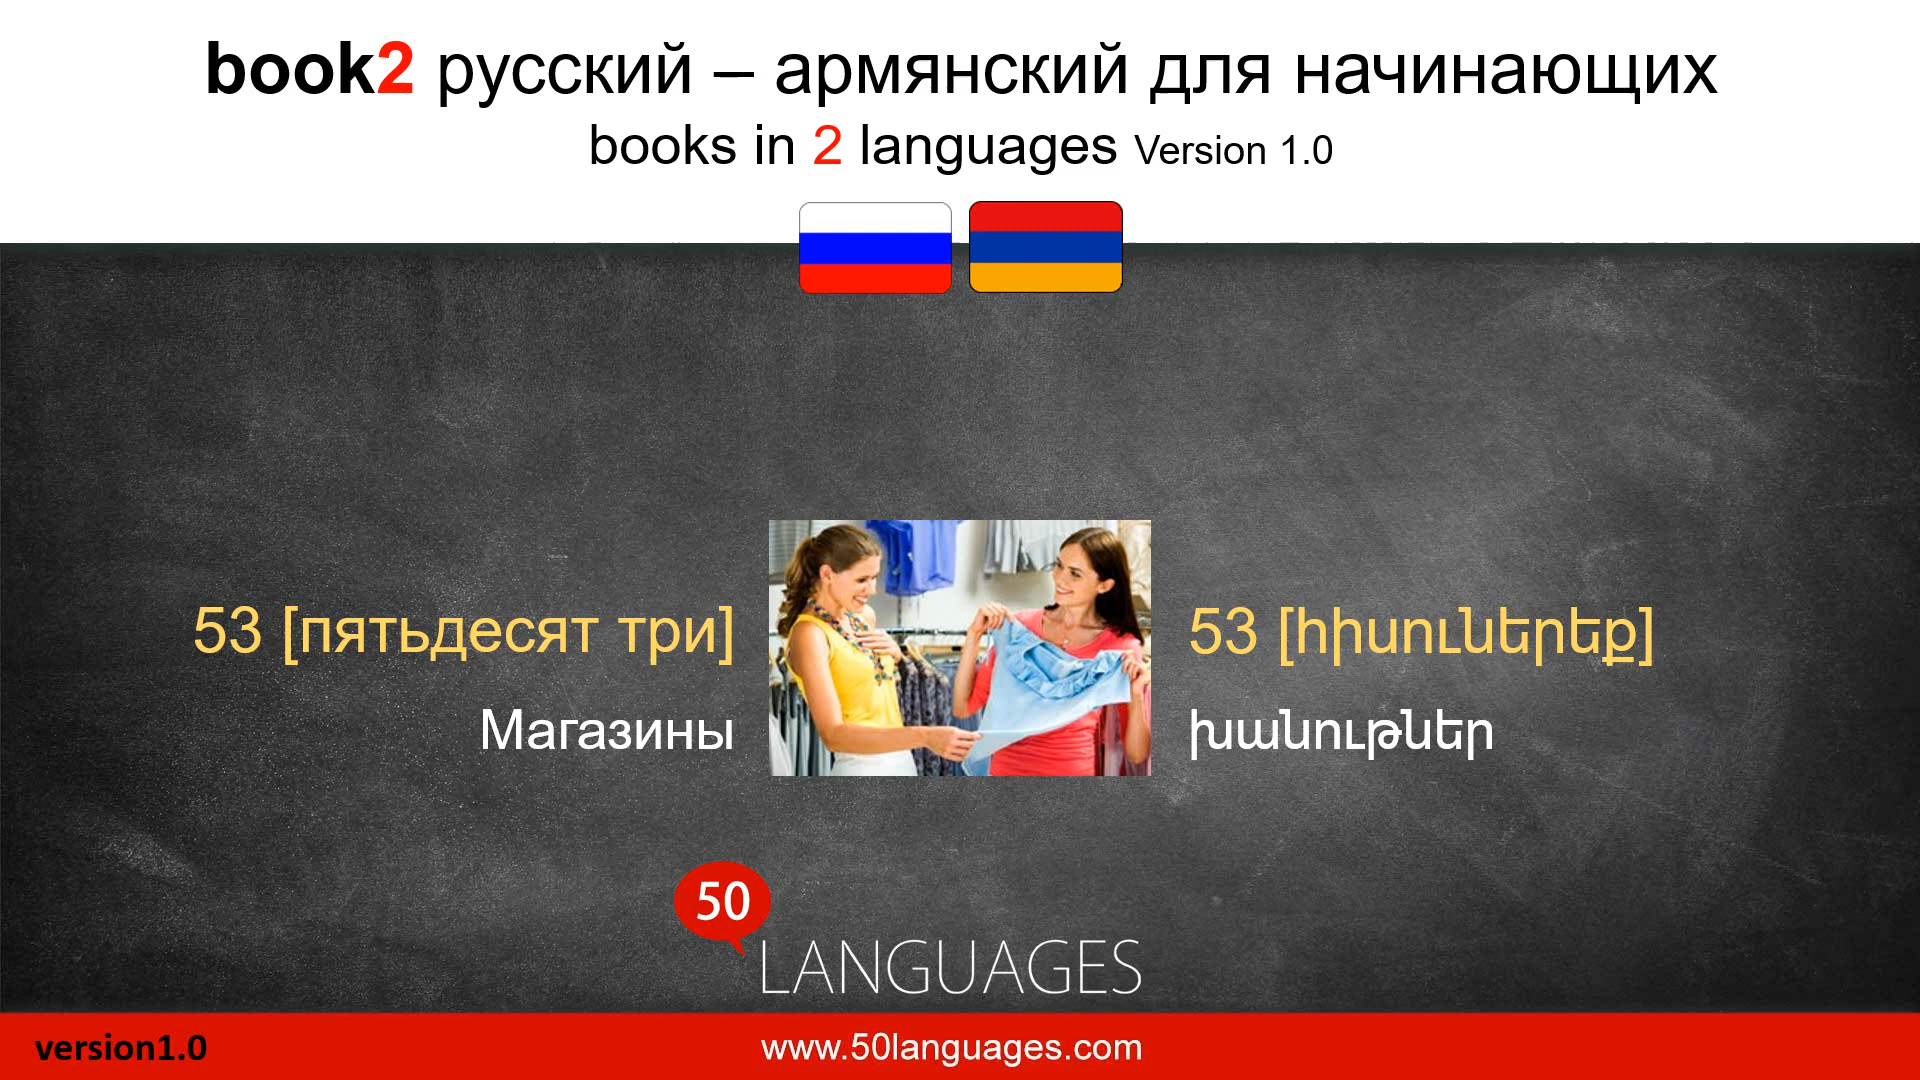 book2 русский – армянский для начинающих
books in 2 languages Version 1.0
53 [пятьдесят три]
Магазины
53 [հիսուներեք]
խանութներ
50
LANGUAGES
version1.0
www.50languages.com